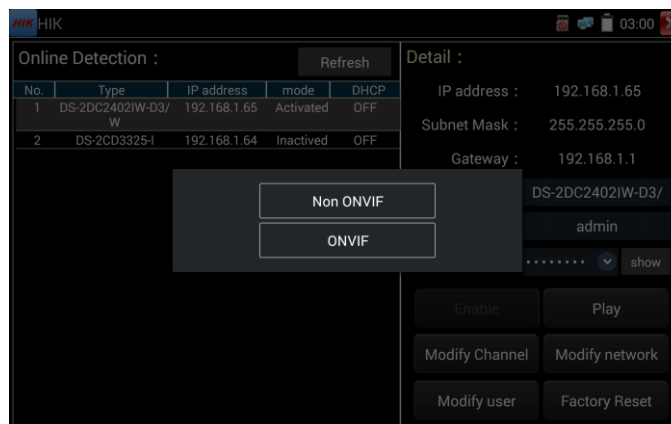 HIK HIK
03:00
Online Detection :
Refresh
No. Type IP address mode DHCP
1 DS-2DC2402IW-D3/ 192.168.1.65 Activated OFF
W
2 DS-2CD3325-I 192.168.1.64 Inactived OFF
Non ONVIF
ONVIF
Detail :
IP address : 192.168.1.65
Subnet Mask : 255.255.255.0
Gateway : 192.168.1.1
DS-2DC2402IW-D3/
admin
show
Enable Play
Modify Channel Modify network
Modify user Factory Reset